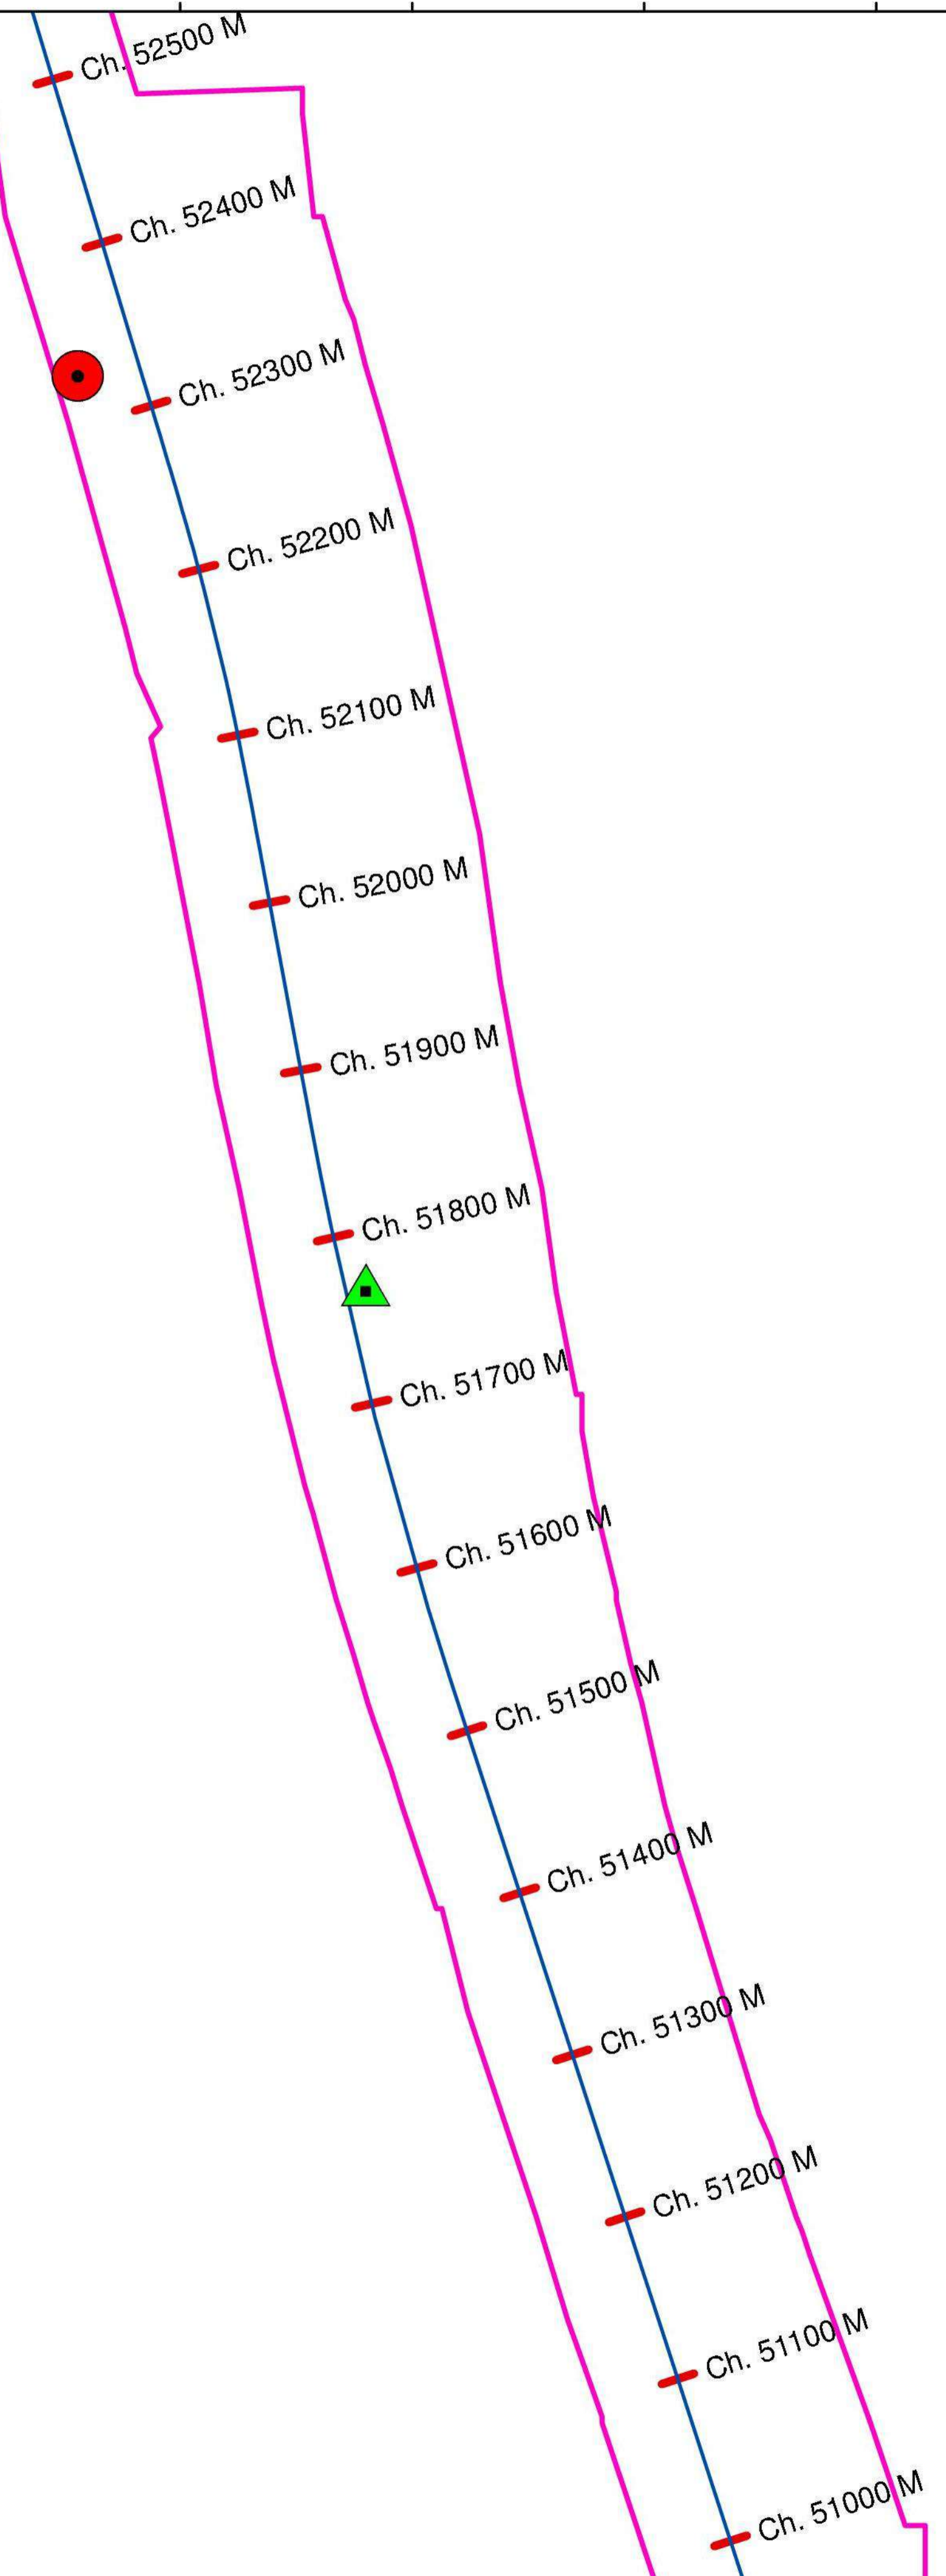 Ch. 52500 M
Ch. 52400 M
Ch. 52300 M
Ch. 52200 M
Ch. 52100 M
Ch. 52000 M
Ch. 51900 M
Ch. 51800 M
Ch. 51700 M
Ch. 51600 M
Ch. 51500 M
Ch. 51400 M
Ch. 51300 M
Ch. 51200 M
Ch. 51100 M
Ch. 51000 M